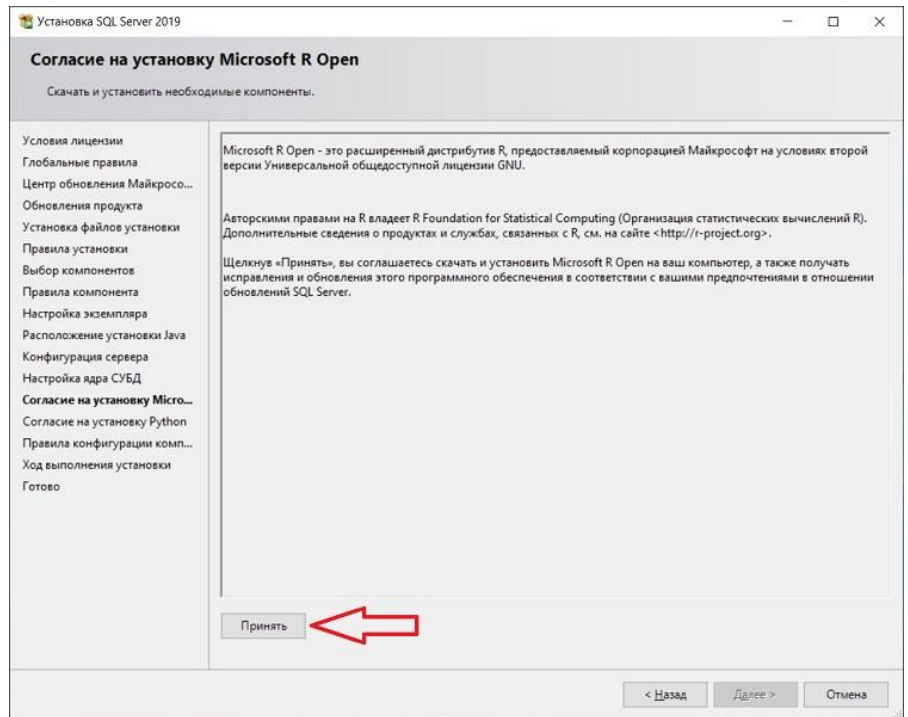 Установка SQL Server 2019
Согласие на установку Microsoft R Open
Скачать и установить необходимые компоненты.
Условия лицензии
Глобальные правила
Центр обновления Майкросо...
Обновления продукта
Установка файлов установки
Правила установки
Выбор компонентов
Правила компонента
Настройка экземпляра
Расположение установки Java
Конфигурация сервера
Настройка ядра СУБД
Согласие на установку Micro...
Согласие на установку Python
Правила конфигурации комп...
Ход выполнения установки
Готово
Microsoft R Open - это расширенный дистрибутив R, предоставляемый корпорацией Майкрософт на условиях второй
версии Универсальной общедоступной лицензии GNU.
Авторскими правами на R владеет R Foundation for Statistical Computing (Организация статистических вычислений R).
Дополнительные сведения о продуктах и службах, связанных с R, см. на сайте <http://r-project.org>.
Щелкнув «Принять», вы соглашаетесь скачать и установить Microsoft R Open на ваш компьютер, а также получать
исправления и обновления этого программного обеспечения в соответствии с вашими предпочтениями в отношении
обновлений SQL Server.
Принять
< Назад
Далее >
Отмена